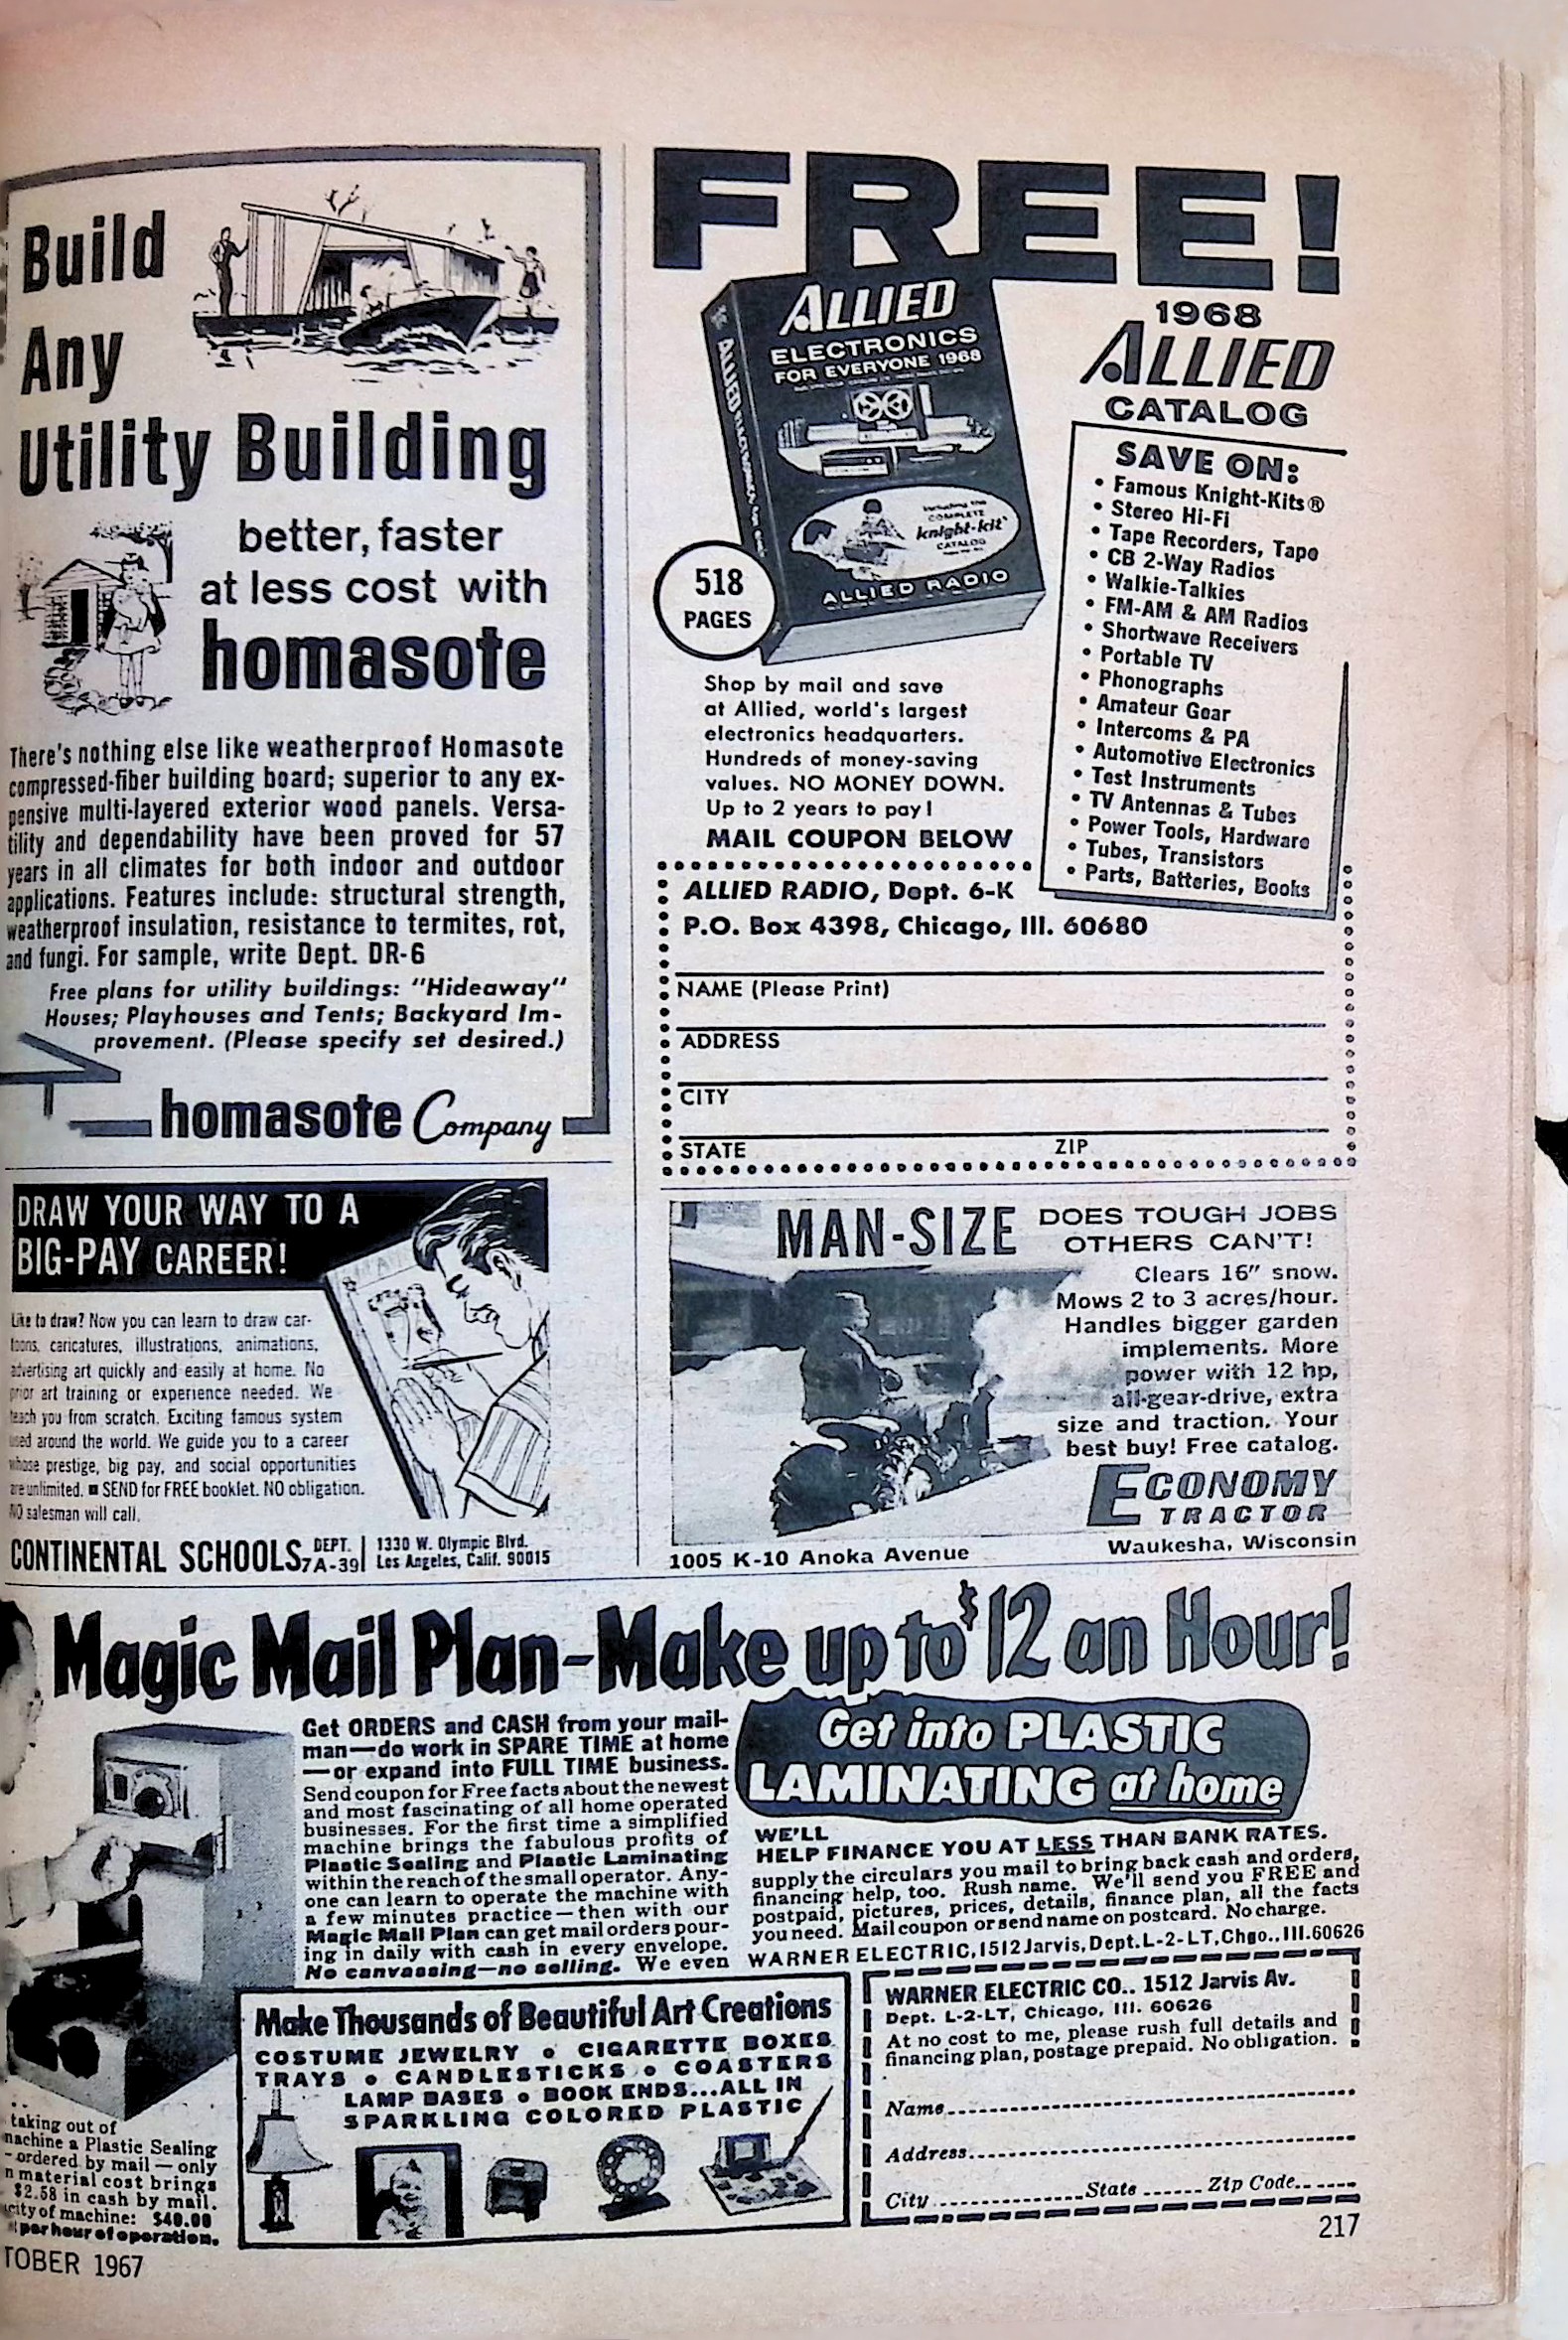 Build
Any
Utility Building
better, faster
at less cost with
homasote
There's nothing else like weatherproof Homasote
compressed-fiber building board; superior to any ex-
pensive multi-layered exterior wood panels. Versa-
tility and dependability have been proved for 57
years in all climates for both indoor and outdoor
applications. Features include: structural strength,
weatherproof insulation, resistance to termites, rot,
and fungi. For sample, write Dept. DR-6
Free plans for utility buildings: "Hideaway"
Houses; Playhouses and Tents; Backyard Im-
provement. (Please specify set desired.)
homasote Company
DRAW YOUR WAY TO A
BIG-PAY CAREER!
Like to draw? Now you can learn to draw car-
toons, caricatures, illustrations, animations,
advertising art quickly and easily at home. No
prior art training or experience needed. We
teach you from scratch. Exciting famous system
used around the world. We guide you to a career
whose prestige, big pay, and social opportunities
are unlimited. ■ SEND for FREE booklet. NO obligation.
NO salesman will call.
CONTINENTAL SCHOOLS, DEPT. 7A-39
1330 W. Olympic Blvd.
Los Angeles, Calif. 90015
FREE!
ALLIED
ELECTRONICS
FOR EVERYONE 1968
including the
COMPLETE
knight-kit
CATALOG
ALLIED RADIO
518
PAGES
1968
ALLIED
CATALOG
SAVE ON:
• Famous Knight-Kits®
• Stereo Hi-Fi
• Tape Recorders, Tape
• CB 2-Way Radios
• Walkie-Talkies
• FM-AM & AM Radios
• Shortwave Receivers
• Portable TV
• Phonographs
• Amateur Gear
• Intercoms & PA
• Automotive Electronics
• Test Instruments
• TV Antennas & Tubes
• Power Tools, Hardware
• Tubes, Transistors
• Parts, Batteries, Books
Shop by mail and save
at Allied, world's largest
electronics headquarters.
Hundreds of money-saving
values. NO MONEY DOWN.
Up to 2 years to pay!
MAIL COUPON BELOW
ALLIED RADIO, Dept. 6-K
P.O. Box 4398, Chicago, Ill. 60680
NAME (Please Print)
ADDRESS
CITY
STATE ZIP
MAN-SIZE
DOES TOUGH JOBS
OTHERS CAN'T!
Clears 16" snow.
Mows 2 to 3 acres/hour.
Handles bigger garden
implements. More
power with 12 hp,
all-gear-drive, extra
size and traction. Your
best buy! Free catalog.
ECONOMY
TRACTOR
1005 K-10 Anoka Avenue Waukesha, Wisconsin
Magic Mail Plan-Make up to $12 an Hour!
Get ORDERS and CASH from your mail-
man—do work in SPARE TIME at home
—or expand into FULL TIME business.
Send coupon for Free facts about the newest
and most fascinating of all home operated
businesses. For the first time a simplified
machine brings the fabulous profits of
Plastic Sealing and Plastic Laminating
within the reach of the small operator. Any-
one can learn to operate the machine with
a few minutes practice—then with our
Magic Mail Plan can get mail orders pour-
ing in daily with cash in every envelope.
No canvassing—no selling. We even
Get into PLASTIC
LAMINATING at home
WE'LL
HELP FINANCE YOU AT LESS THAN BANK RATES.
supply the circulars you mail to bring back cash and orders,
financing help, too. Rush name. We'll send you FREE and
postpaid, pictures, prices, details, finance plan, all the facts
you need. Mail coupon or send name on postcard. No charge.
WARNER ELECTRIC, 1512 Jarvis, Dept. L-2-LT, Chgo., Ill. 60626
taking out of
machine a Plastic Sealing
- ordered by mail — only
material cost brings
$2.58 in cash by mail.
city of machine: $40.00
per hour of operation.
Make Thousands of Beautiful Art Creations
COSTUME JEWELRY • CIGARETTE BOXES
TRAYS • CANDLESTICKS • COASTERS
LAMP BASES • BOOK ENDS...ALL IN
SPARKLING COLORED PLASTIC
WARNER ELECTRIC CO.. 1512 Jarvis Av.
Dept. L-2-LT, Chicago, Ill. 60626
At no cost to me, please rush full details and
financing plan, postage prepaid. No obligation.
Name
Address
City State Zip Code
TOBER 1967
217